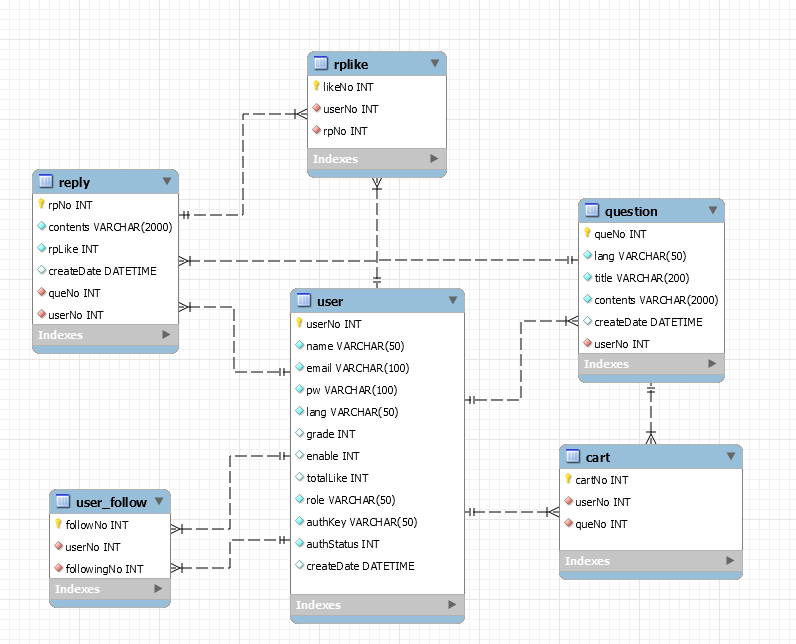 rplike
likeNo INT
userNo INT
rpNo INT
Indexes
reply
rpNo INT
contents VARCHAR(2000)
rpLike INT
createDate DATETIME
queNo INT
userNo INT
Indexes
question
queNo INT
lang VARCHAR(50)
title VARCHAR(200)
contents VARCHAR(2000)
createDate DATETIME
userNo INT
Indexes
user
userNo INT
name VARCHAR(50)
email VARCHAR(100)
pw VARCHAR(100)
lang VARCHAR(50)
grade INT
enable INT
totalLike INT
role VARCHAR(50)
authKey VARCHAR(50)
authStatus INT
createDate DATETIME
Indexes
user_follow
followNo INT
userNo INT
followingNo INT
Indexes
cart
cartNo INT
userNo INT
queNo INT
Indexes